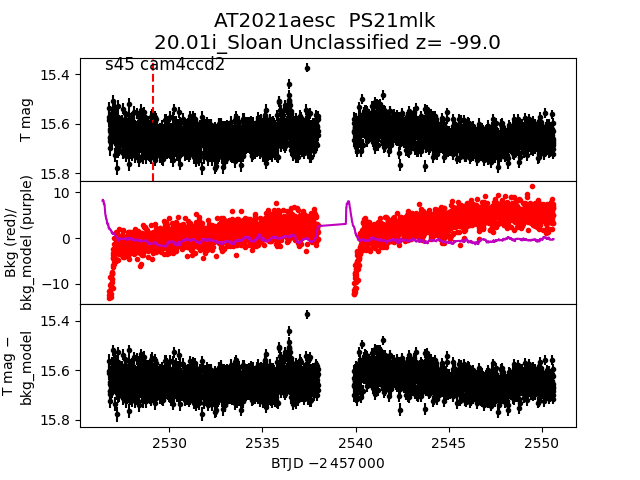 AT2021aesc  PS21mlk
20.01i_Sloan Unclassified z= -99.0
s45 cam4ccd2
15.4
15.6
15.8
T mag
10
0
−10
Bkg (red)/
bkg_model (purple)
15.4
15.6
15.8
T mag −
bkg_model
2530
2535
2540
2545
2550
BTJD −2 457 000